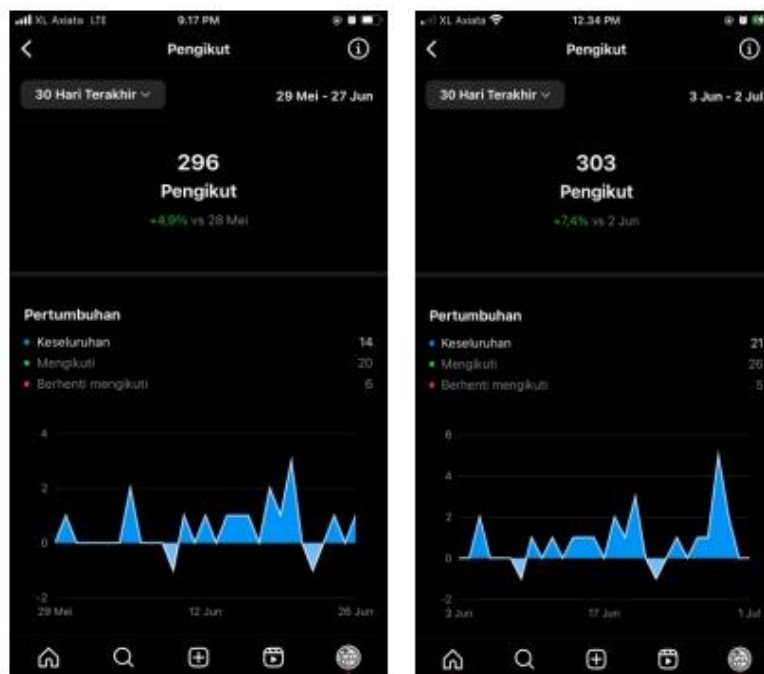 XL Axiata LTE 9.17 PM
Pengikut
30 Hari Terakhir 29 Mei - 27 Jun
296
Pengikut
+4,9% vs 28 Mei
Pertumbuhan
Keseluruhan 14
Mengikuti 20
Berhenti mengikuti 6
4
2
0
-2
29 Mei 12 Jun 26 Jun
XL Axiata 12.34 PM
Pengikut
30 Hari Terakhir 3 Jun - 2 Jul
303
Pengikut
+7,4% vs 2 Jun
Pertumbuhan
Keseluruhan 21
Mengikuti 26
Berhenti mengikuti 5
6
4
2
0
-2
3 Jun 17 Jun 1 Jul